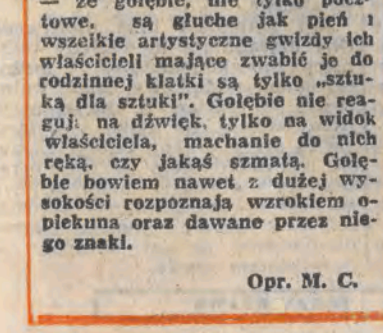 — że gołębie, nie tylko pocz-
towe, są głuche jak pień i
wszelkie artystyczne gwizdy ich
właścicieli mające zwabić je do
rodzinnej klatki są tylko „sztu-
ką dla sztuki". Gołębie nie rea-
gują na dźwięk, tylko na widok
właściciela, machanie do nich
ręką, czy jakąś szmatą. Gołę-
bie bowiem nawet z dużej wy-
sokości rozpoznają wzrokiem o-
piekuna oraz dawane przez nie-
go znaki.
Opr. M. C.